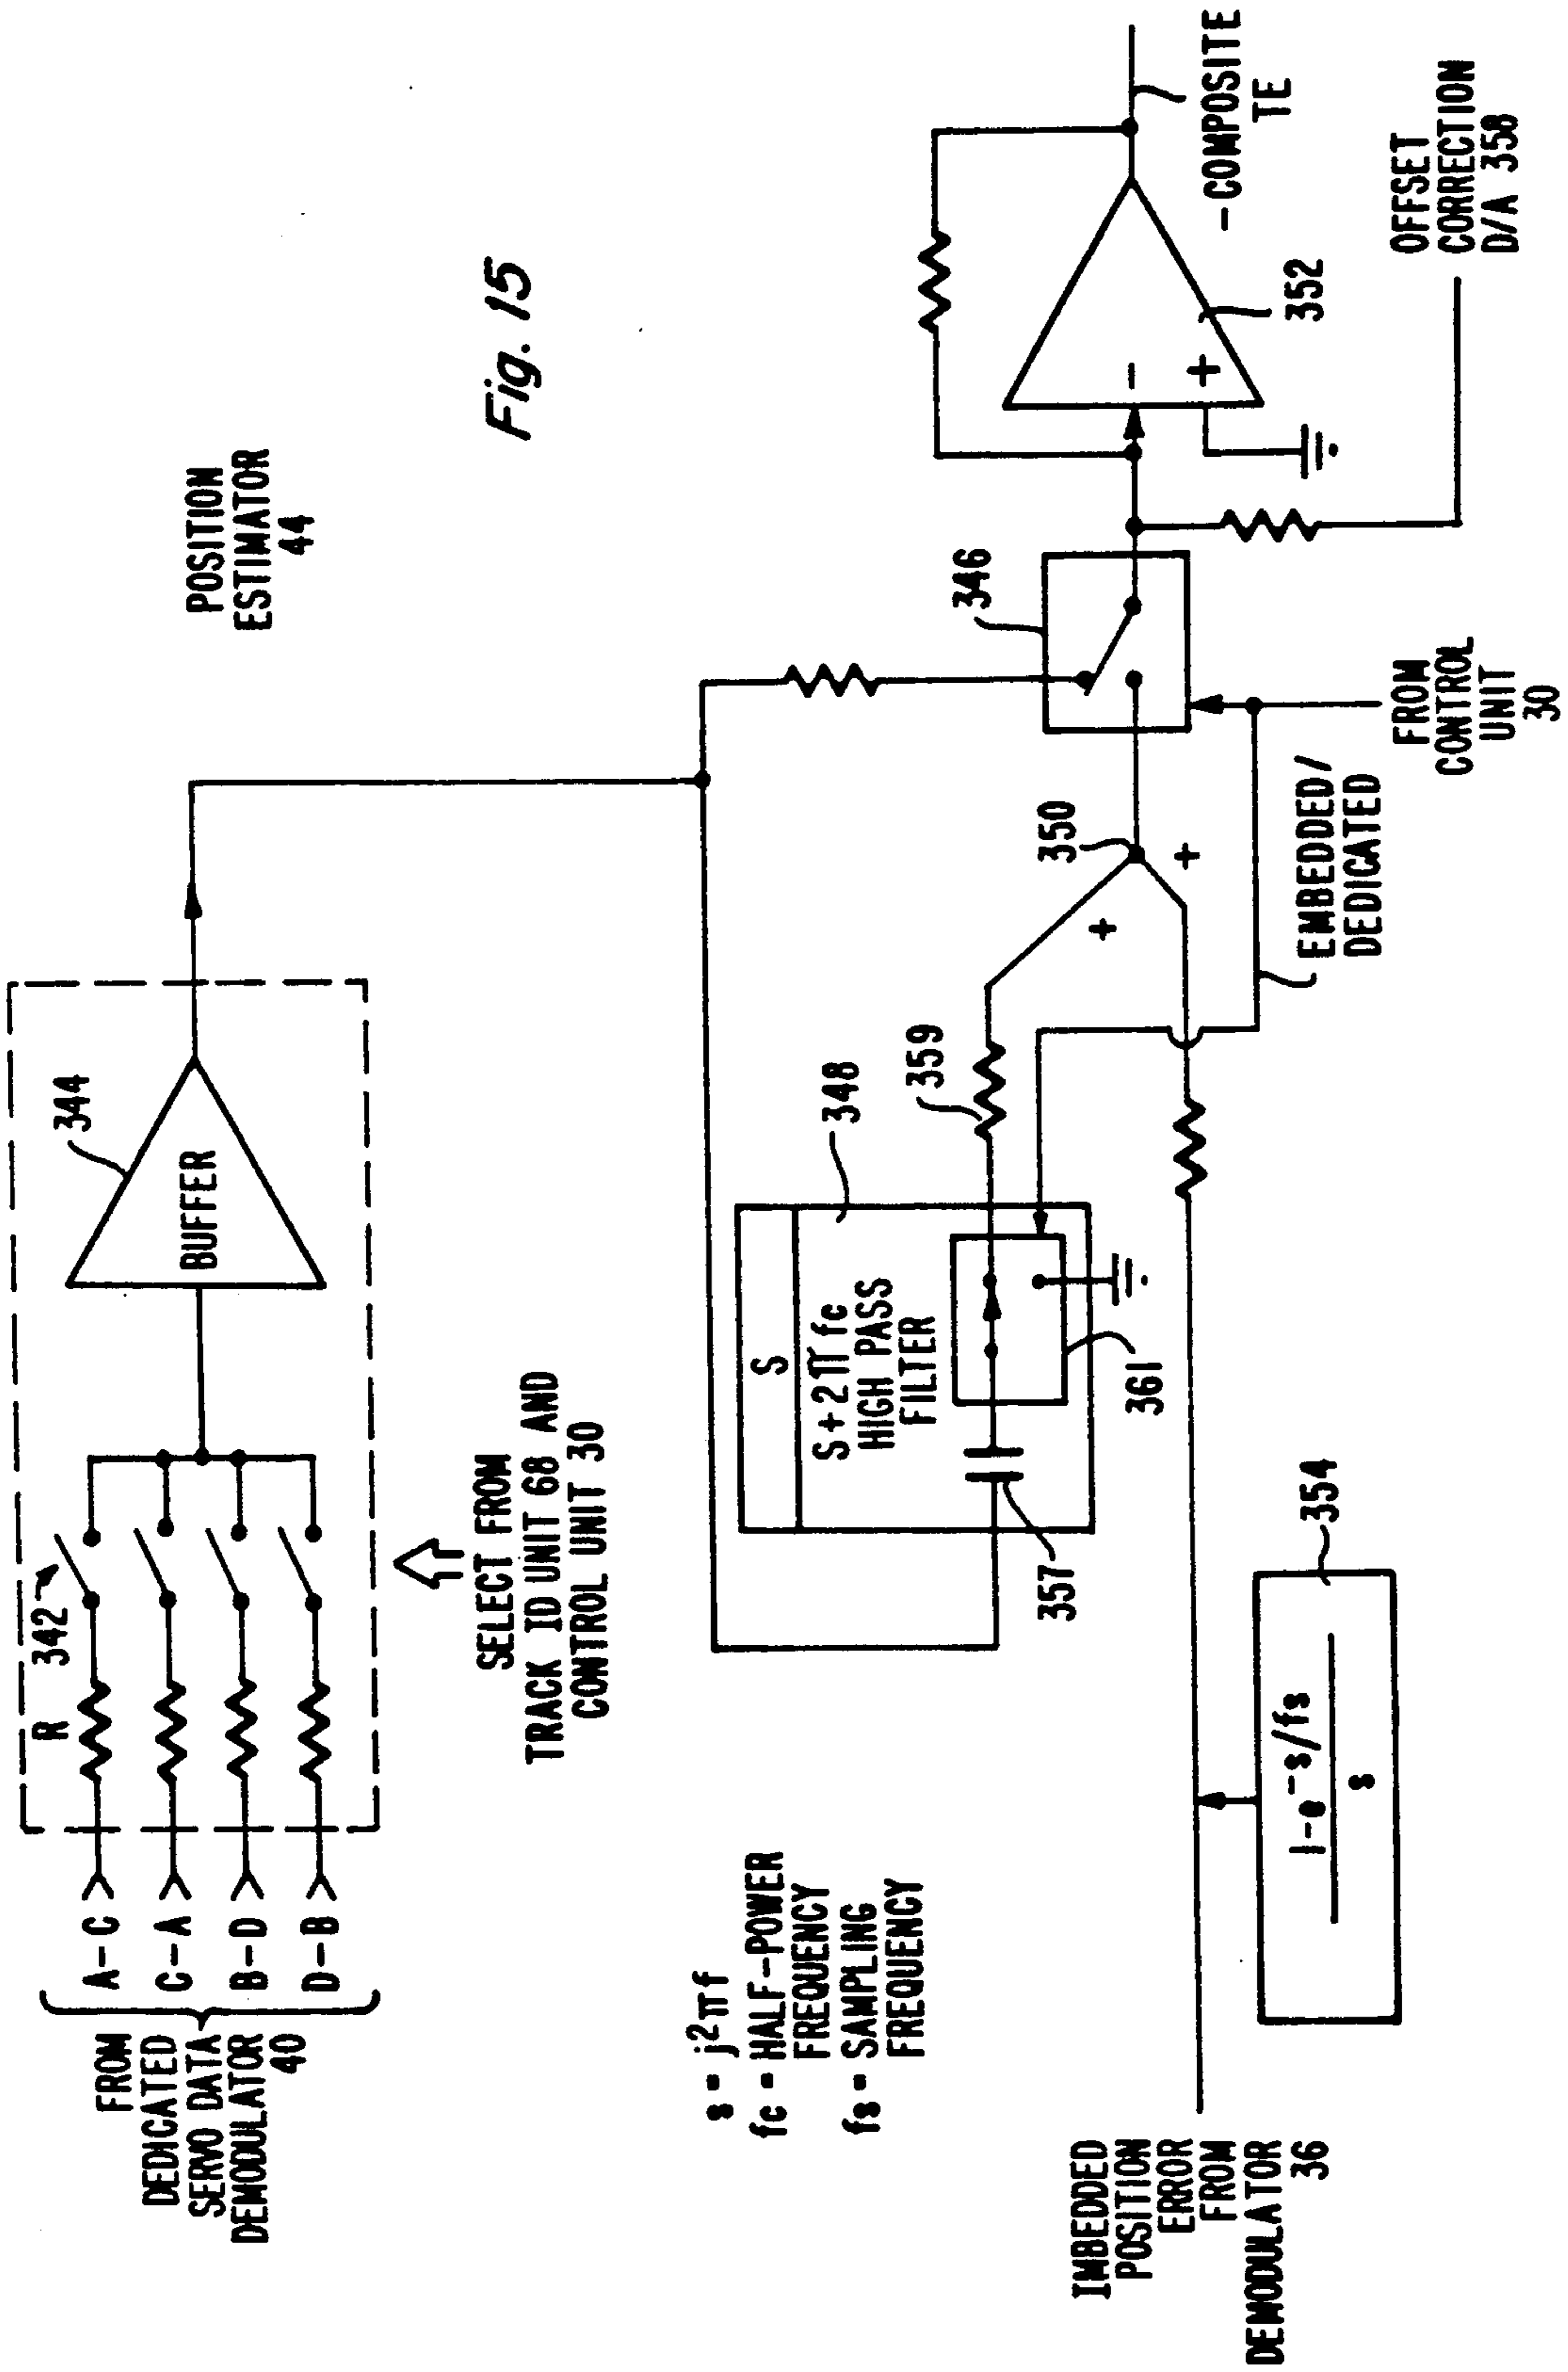 POSITION
ESTIMATOR
44
Fig. 15
FROM
DEDICATED
SERVO DATA
DEMODULATOR
40
A-C
C-A
B-D
D-B
R
342
344
BUFFER
SELECT FROM
TRACK ID UNIT 68 AND
CONTROL UNIT 30
s = j2πf
fc = HALF-POWER
FREQUENCY
fs = SAMPLING
FREQUENCY
S
S+2πfc
HIGH PASS
FILTER
348
357
361
359
350
+
+
346
-
+
352
-COMPOSITE
TE
OFFSET
CORRECTION
D/A 358
FROM
CONTROL
UNIT
30
EMBEDDED/
DEDICATED
IMBEDDED
POSITION
ERROR
FROM
DEMODULATOR
36
1-e-s/fs
s
354